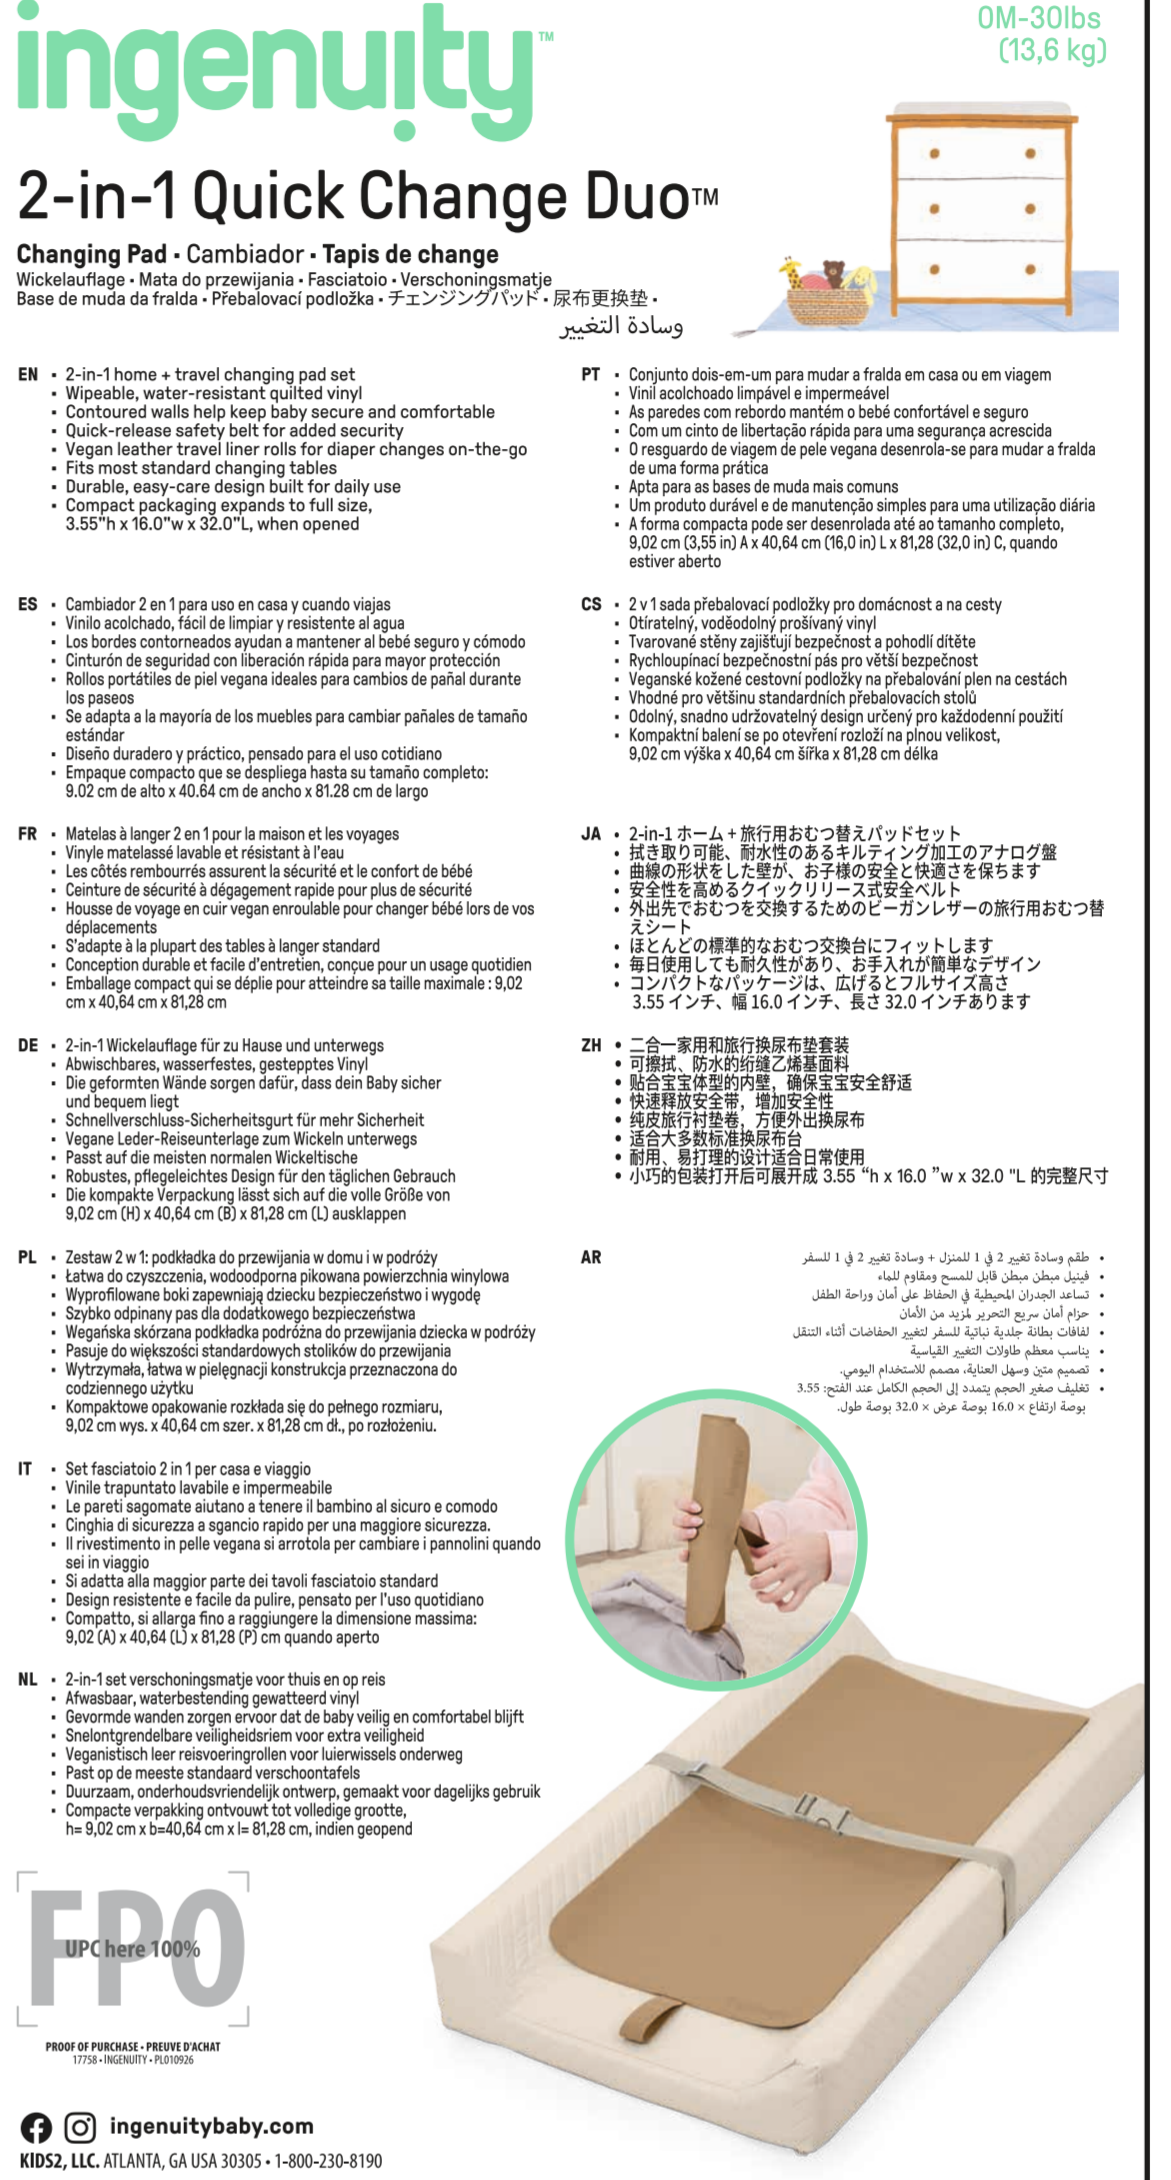 ingenuity™
0M-30lbs
(13,6 kg)
2-in-1 Quick Change Duo™
Changing Pad • Cambiador • Tapis de change
Wickelauflage • Mata do przewijania • Fasciatoio • Verschoningsmatje
Base de muda da fralda • Přebalovací podložka • チェンジングパッド • 尿布更换垫 •
وسادة التغيير
EN • 2-in-1 home + travel changing pad set
• Wipeable, water-resistant quilted vinyl
• Contoured walls help keep baby secure and comfortable
• Quick-release safety belt for added security
• Vegan leather travel liner rolls for diaper changes on-the-go
• Fits most standard changing tables
• Durable, easy-care design built for daily use
• Compact packaging expands to full size,
3.55"h x 16.0"w x 32.0"L, when opened
ES • Cambiador 2 en 1 para uso en casa y cuando viajas
• Vinilo acolchado, fácil de limpiar y resistente al agua
• Los bordes contorneados ayudan a mantener al bebé seguro y cómodo
• Cinturón de seguridad con liberación rápida para mayor protección
• Rollos portátiles de piel vegana ideales para cambios de pañal durante
los paseos
• Se adapta a la mayoría de los muebles para cambiar pañales de tamaño
estándar
• Diseño duradero y práctico, pensado para el uso cotidiano
• Empaque compacto que se despliega hasta su tamaño completo:
9.02 cm de alto x 40.64 cm de ancho x 81.28 cm de largo
FR • Matelas à langer 2 en 1 pour la maison et les voyages
• Vinyle matelassé lavable et résistant à l'eau
• Les côtés rembourrés assurent la sécurité et le confort de bébé
• Ceinture de sécurité à dégagement rapide pour plus de sécurité
• Housse de voyage en cuir vegan enroulable pour changer bébé lors de vos
déplacements
• S'adapte à la plupart des tables à langer standard
• Conception durable et facile d'entretien, conçue pour un usage quotidien
• Emballage compact qui se déplie pour atteindre sa taille maximale : 9,02
cm x 40,64 cm x 81,28 cm
DE • 2-in-1 Wickelauflage für zu Hause und unterwegs
• Abwischbares, wasserfestes, gestepptes Vinyl
• Die geformten Wände sorgen dafür, dass dein Baby sicher
und bequem liegt
• Schnellverschluss-Sicherheitsgurt für mehr Sicherheit
• Vegane Leder-Reiseunterlage zum Wickeln unterwegs
• Passt auf die meisten normalen Wickeltische
• Robustes, pflegeleichtes Design für den täglichen Gebrauch
• Die kompakte Verpackung lässt sich auf die volle Größe von
9,02 cm (H) x 40,64 cm (B) x 81,28 cm (L) ausklappen
PL • Zestaw 2 w 1: podkładka do przewijania w domu i w podróży
• Łatwa do czyszczenia, wodoodporna pikowana powierzchnia winylowa
• Wyprofilowane boki zapewniają dziecku bezpieczeństwo i wygodę
• Szybko odpinany pas dla dodatkowego bezpieczeństwa
• Wegańska skórzana podkładka podróżna do przewijania dziecka w podróży
• Pasuje do większości standardowych stolików do przewijania
• Wytrzymała, łatwa w pielęgnacji konstrukcja przeznaczona do
codziennego użytku
• Kompaktowe opakowanie rozkłada się do pełnego rozmiaru,
9,02 cm wys. x 40,64 cm szer. x 81,28 cm dł., po rozłożeniu.
IT • Set fasciatoio 2 in 1 per casa e viaggio
• Vinile trapuntato lavabile e impermeabile
• Le pareti sagomate aiutano a tenere il bambino al sicuro e comodo
• Cinghia di sicurezza a sgancio rapido per una maggiore sicurezza.
• Il rivestimento in pelle vegana si arrotola per cambiare i pannolini quando
sei in viaggio
• Si adatta alla maggior parte dei tavoli fasciatoio standard
• Design resistente e facile da pulire, pensato per l'uso quotidiano
• Compatto, si allarga fino a raggiungere la dimensione massima:
9,02 (A) x 40,64 (L) x 81,28 (P) cm quando aperto
NL • 2-in-1 set verschoningsmatje voor thuis en op reis
• Afwasbaar, waterbestending gewatteerd vinyl
• Gevormde wanden zorgen ervoor dat de baby veilig en comfortabel blijft
• Snelontgrendelbare veiligheidsriem voor extra veiligheid
• Veganistisch leer reisvoeringrollen voor luierwissels onderweg
• Past op de meeste standaard verschoontafels
• Duurzaam, onderhoudsvriendelijk ontwerp, gemaakt voor dagelijks gebruik
• Compacte verpakking ontvouwt tot volledige grootte,
h= 9,02 cm x b=40,64 cm x l= 81,28 cm, indien geopend
PT • Conjunto dois-em-um para mudar a fralda em casa ou em viagem
• Vinil acolchoado limpável e impermeável
• As paredes com rebordo mantém o bebé confortável e seguro
• Com um cinto de libertação rápida para uma segurança acrescida
• O resguardo de viagem de pele vegana desenrola-se para mudar a fralda
de uma forma prática
• Apta para as bases de muda mais comuns
• Um produto durável e de manutenção simples para uma utilização diária
• A forma compacta pode ser desenrolada até ao tamanho completo,
9,02 cm (3,55 in) A x 40,64 cm (16,0 in) L x 81,28 (32,0 in) C, quando
estiver aberto
CS • 2 v 1 sada přebalovací podložky pro domácnost a na cesty
• Otíratelný, voděodolný prošívaný vinyl
• Tvarované stěny zajišťují bezpečnost a pohodlí dítěte
• Rychloupínací bezpečnostní pás pro větší bezpečnost
• Veganské kožené cestovní podložky na přebalování plen na cestách
• Vhodné pro většinu standardních přebalovacích stolů
• Odolný, snadno udržovatelný design určený pro každodenní použití
• Kompaktní balení se po otevření rozloží na plnou velikost,
9,02 cm výška x 40,64 cm šířka x 81,28 cm délka
JA • 2-in-1 ホーム + 旅行用おむつ替えパッドセット
• 拭き取り可能、耐水性のあるキルティング加工のアナログ盤
• 曲線の形状をした壁が、お子様の安全と快適さを保ちます
• 安全性を高めるクイックリリース式安全ベルト
• 外出先でおむつを交換するためのビーガンレザーの旅行用おむつ替
えシート
• ほとんどの標準的なおむつ交換台にフィットします
• 毎日使用しても耐久性があり、お手入れが簡単なデザイン
• コンパクトなパッケージは、広げるとフルサイズ高さ
3.55 インチ、幅 16.0 インチ、長さ 32.0 インチあります
ZH • 二合一家用和旅行换尿布垫套装
• 可擦拭、防水的绗缝乙烯基面料
• 贴合宝宝体型的内壁，确保宝宝安全舒适
• 快速释放安全带，增加安全性
• 纯皮旅行衬垫卷，方便外出换尿布
• 适合大多数标准换尿布台
• 耐用、易打理的设计适合日常使用
• 小巧的包装打开后可展开成 3.55 “h x 16.0 ”w x 32.0 "L 的完整尺寸
AR • طقم وسادة تغيير 2 في 1 للمنزل + وسادة تغيير 2 في 1 للسفر
• فينيل مبطن مبطن قابل للمسح ومقاوم للماء
• تساعد الجدران المحيطية في الحفاظ على أمان وراحة الطفل
• حزام أمان سريع التحرير لمزيد من الأمان
• لفافات بطانة جلدية نباتية للسفر لتغيير الحفاضات أثناء التنقل
• يناسب معظم طاولات التغيير القياسية
• تصميم متين وسهل العناية، مصمم للاستخدام اليومي.
• تغليف صغير الحجم يتمدد إلى الحجم الكامل عند الفتح: 3.55
بوصة ارتفاع × 16.0 بوصة عرض × 32.0 بوصة طول.
FPO
UPC here 100%
PROOF OF PURCHASE • PREUVE D'ACHAT
17758 • INGENUITY • PL010926
ingenuitybaby.com
KIDS2, LLC. ATLANTA, GA USA 30305 • 1-800-230-8190